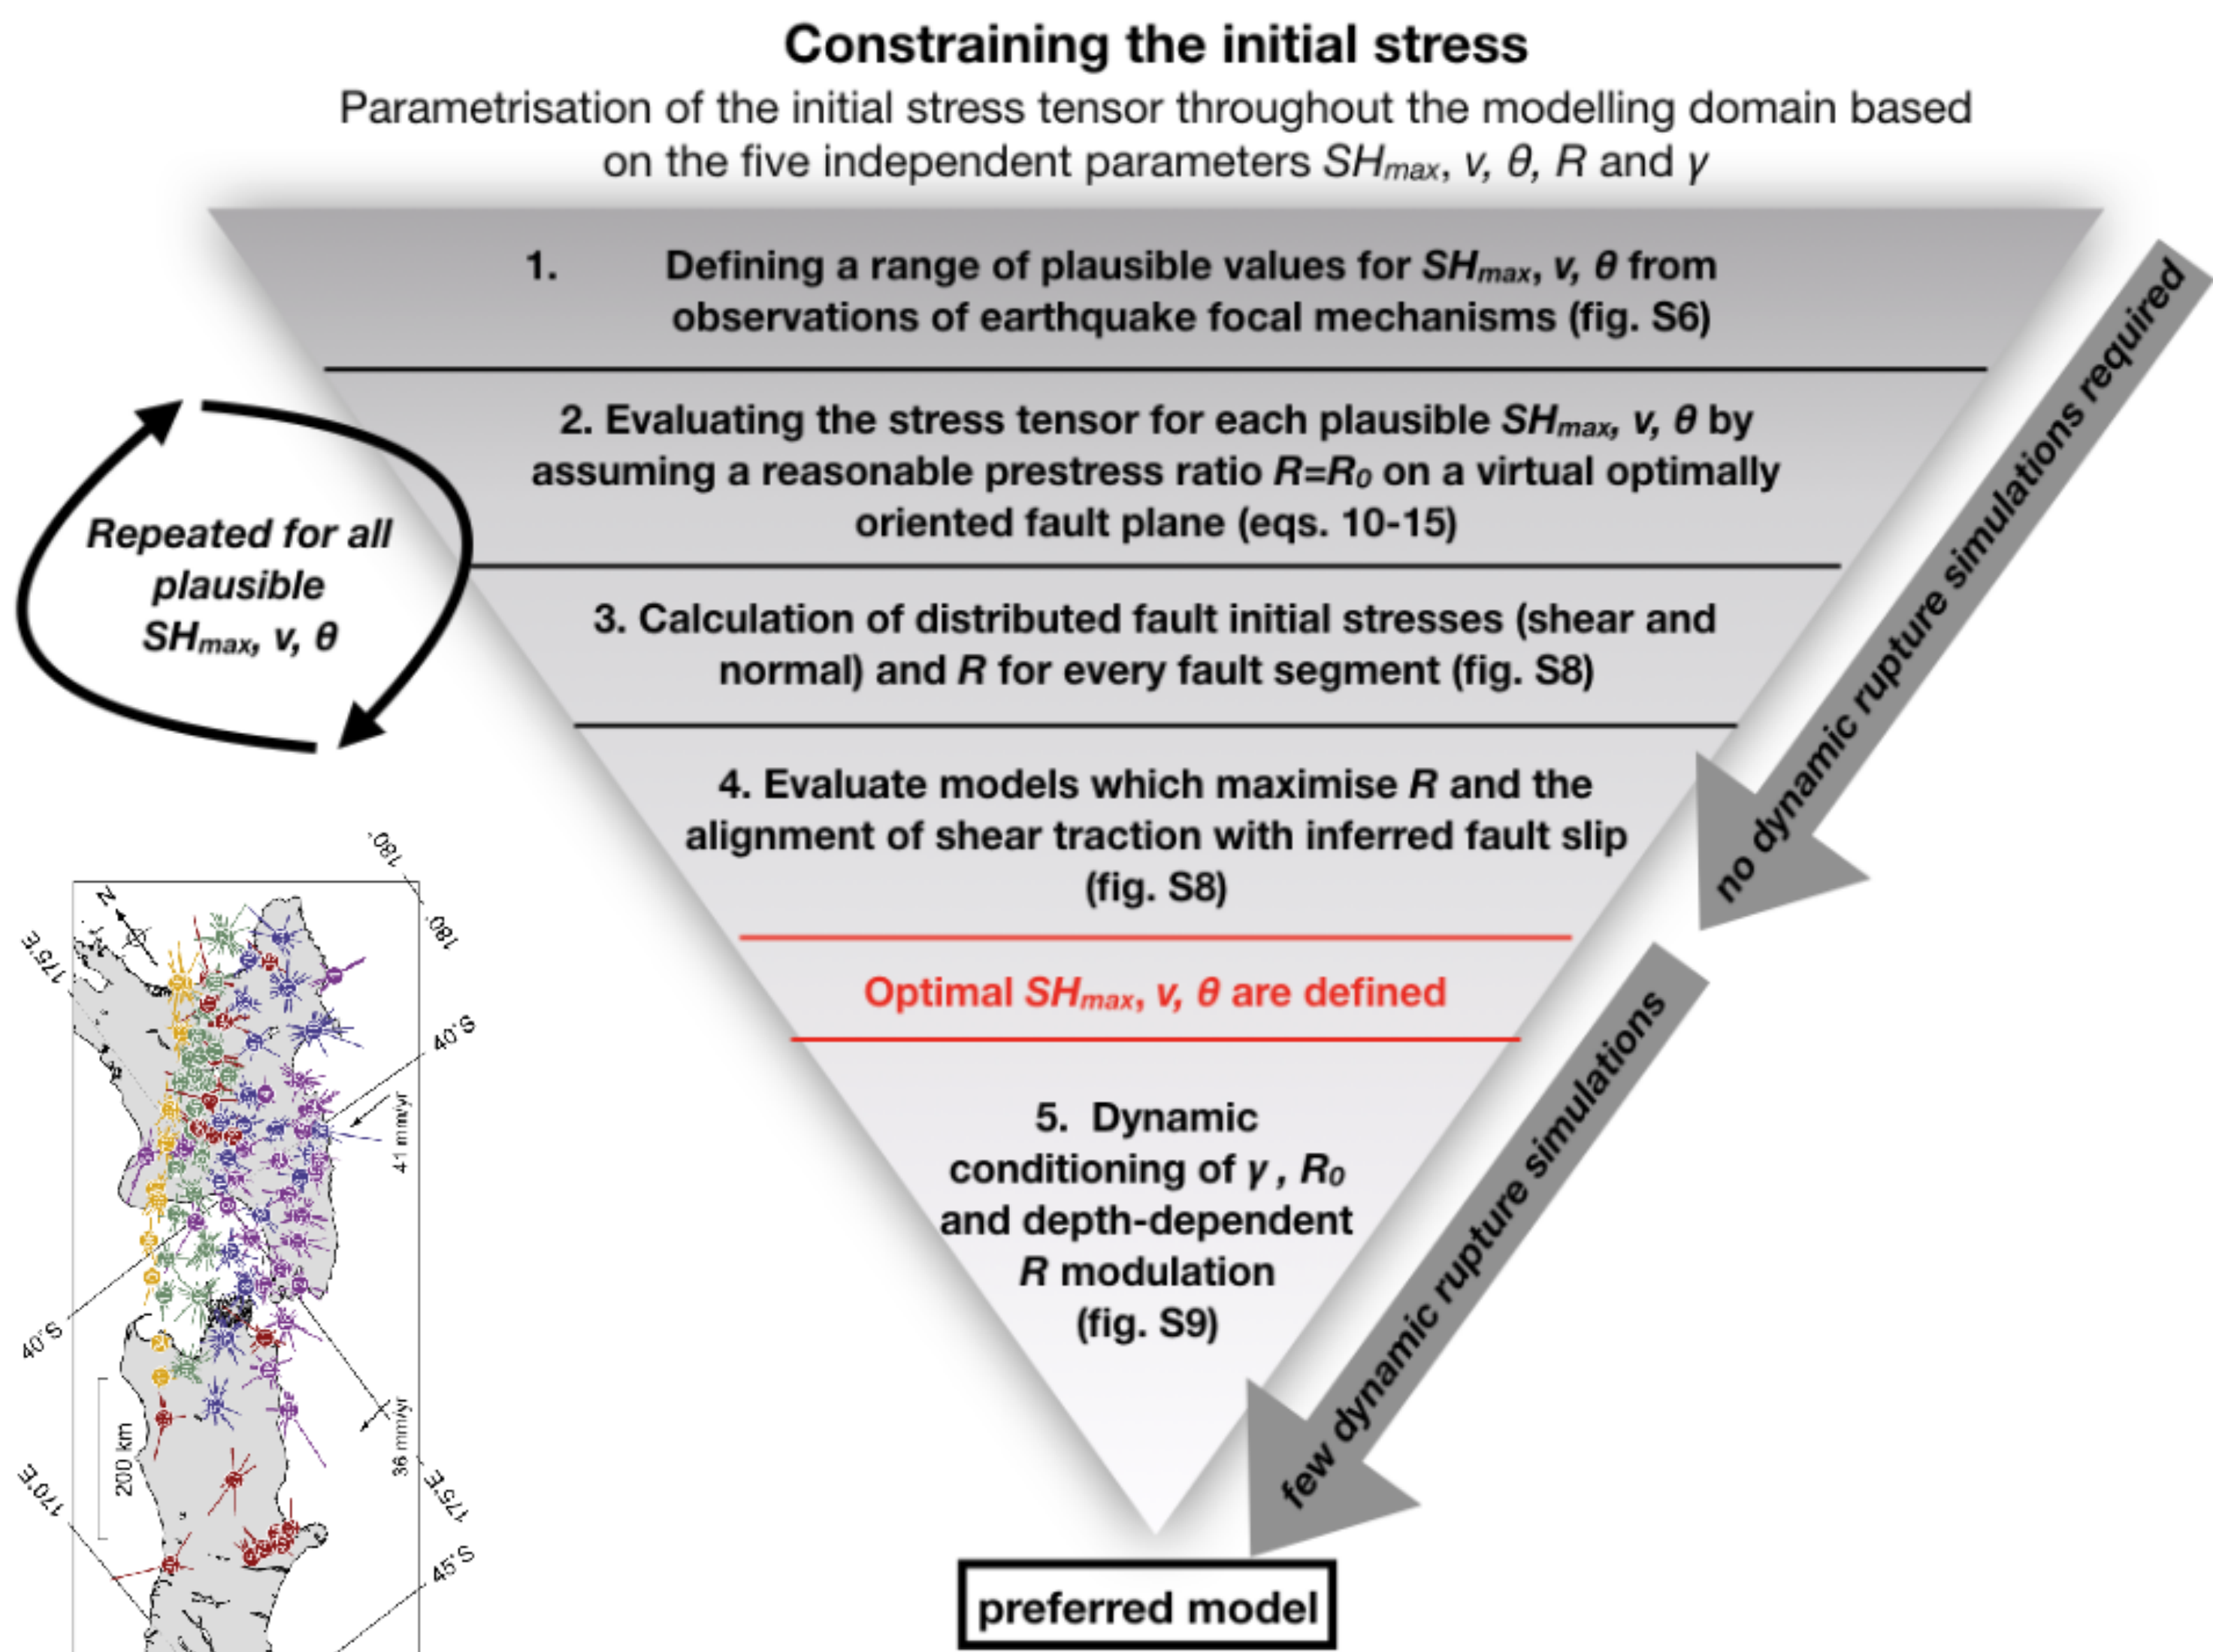 Constraining the initial stress
Parametrisation of the initial stress tensor throughout the modelling domain based
on the five independent parameters SHmax, ν, θ, R and γ
1. Defining a range of plausible values for SHmax, ν, θ from
observations of earthquake focal mechanisms (fig. S6)
2. Evaluating the stress tensor for each plausible SHmax, ν, θ by
assuming a reasonable prestress ratio R=R0 on a virtual optimally
oriented fault plane (eqs. 10-15)
3. Calculation of distributed fault initial stresses (shear and
normal) and R for every fault segment (fig. S8)
4. Evaluate models which maximise R and the
alignment of shear traction with inferred fault slip
(fig. S8)
Optimal SHmax, ν, θ are defined
5. Dynamic
conditioning of γ , R0
and depth-dependent
R modulation
(fig. S9)
preferred model
Repeated for all
plausible
SHmax, ν, θ
no dynamic rupture simulations required
few dynamic rupture simulations
180°
180°
N
175°E
40°S
41 mm/yr
40°S
200 km
36 mm/yr
170°E
175°E
45°S